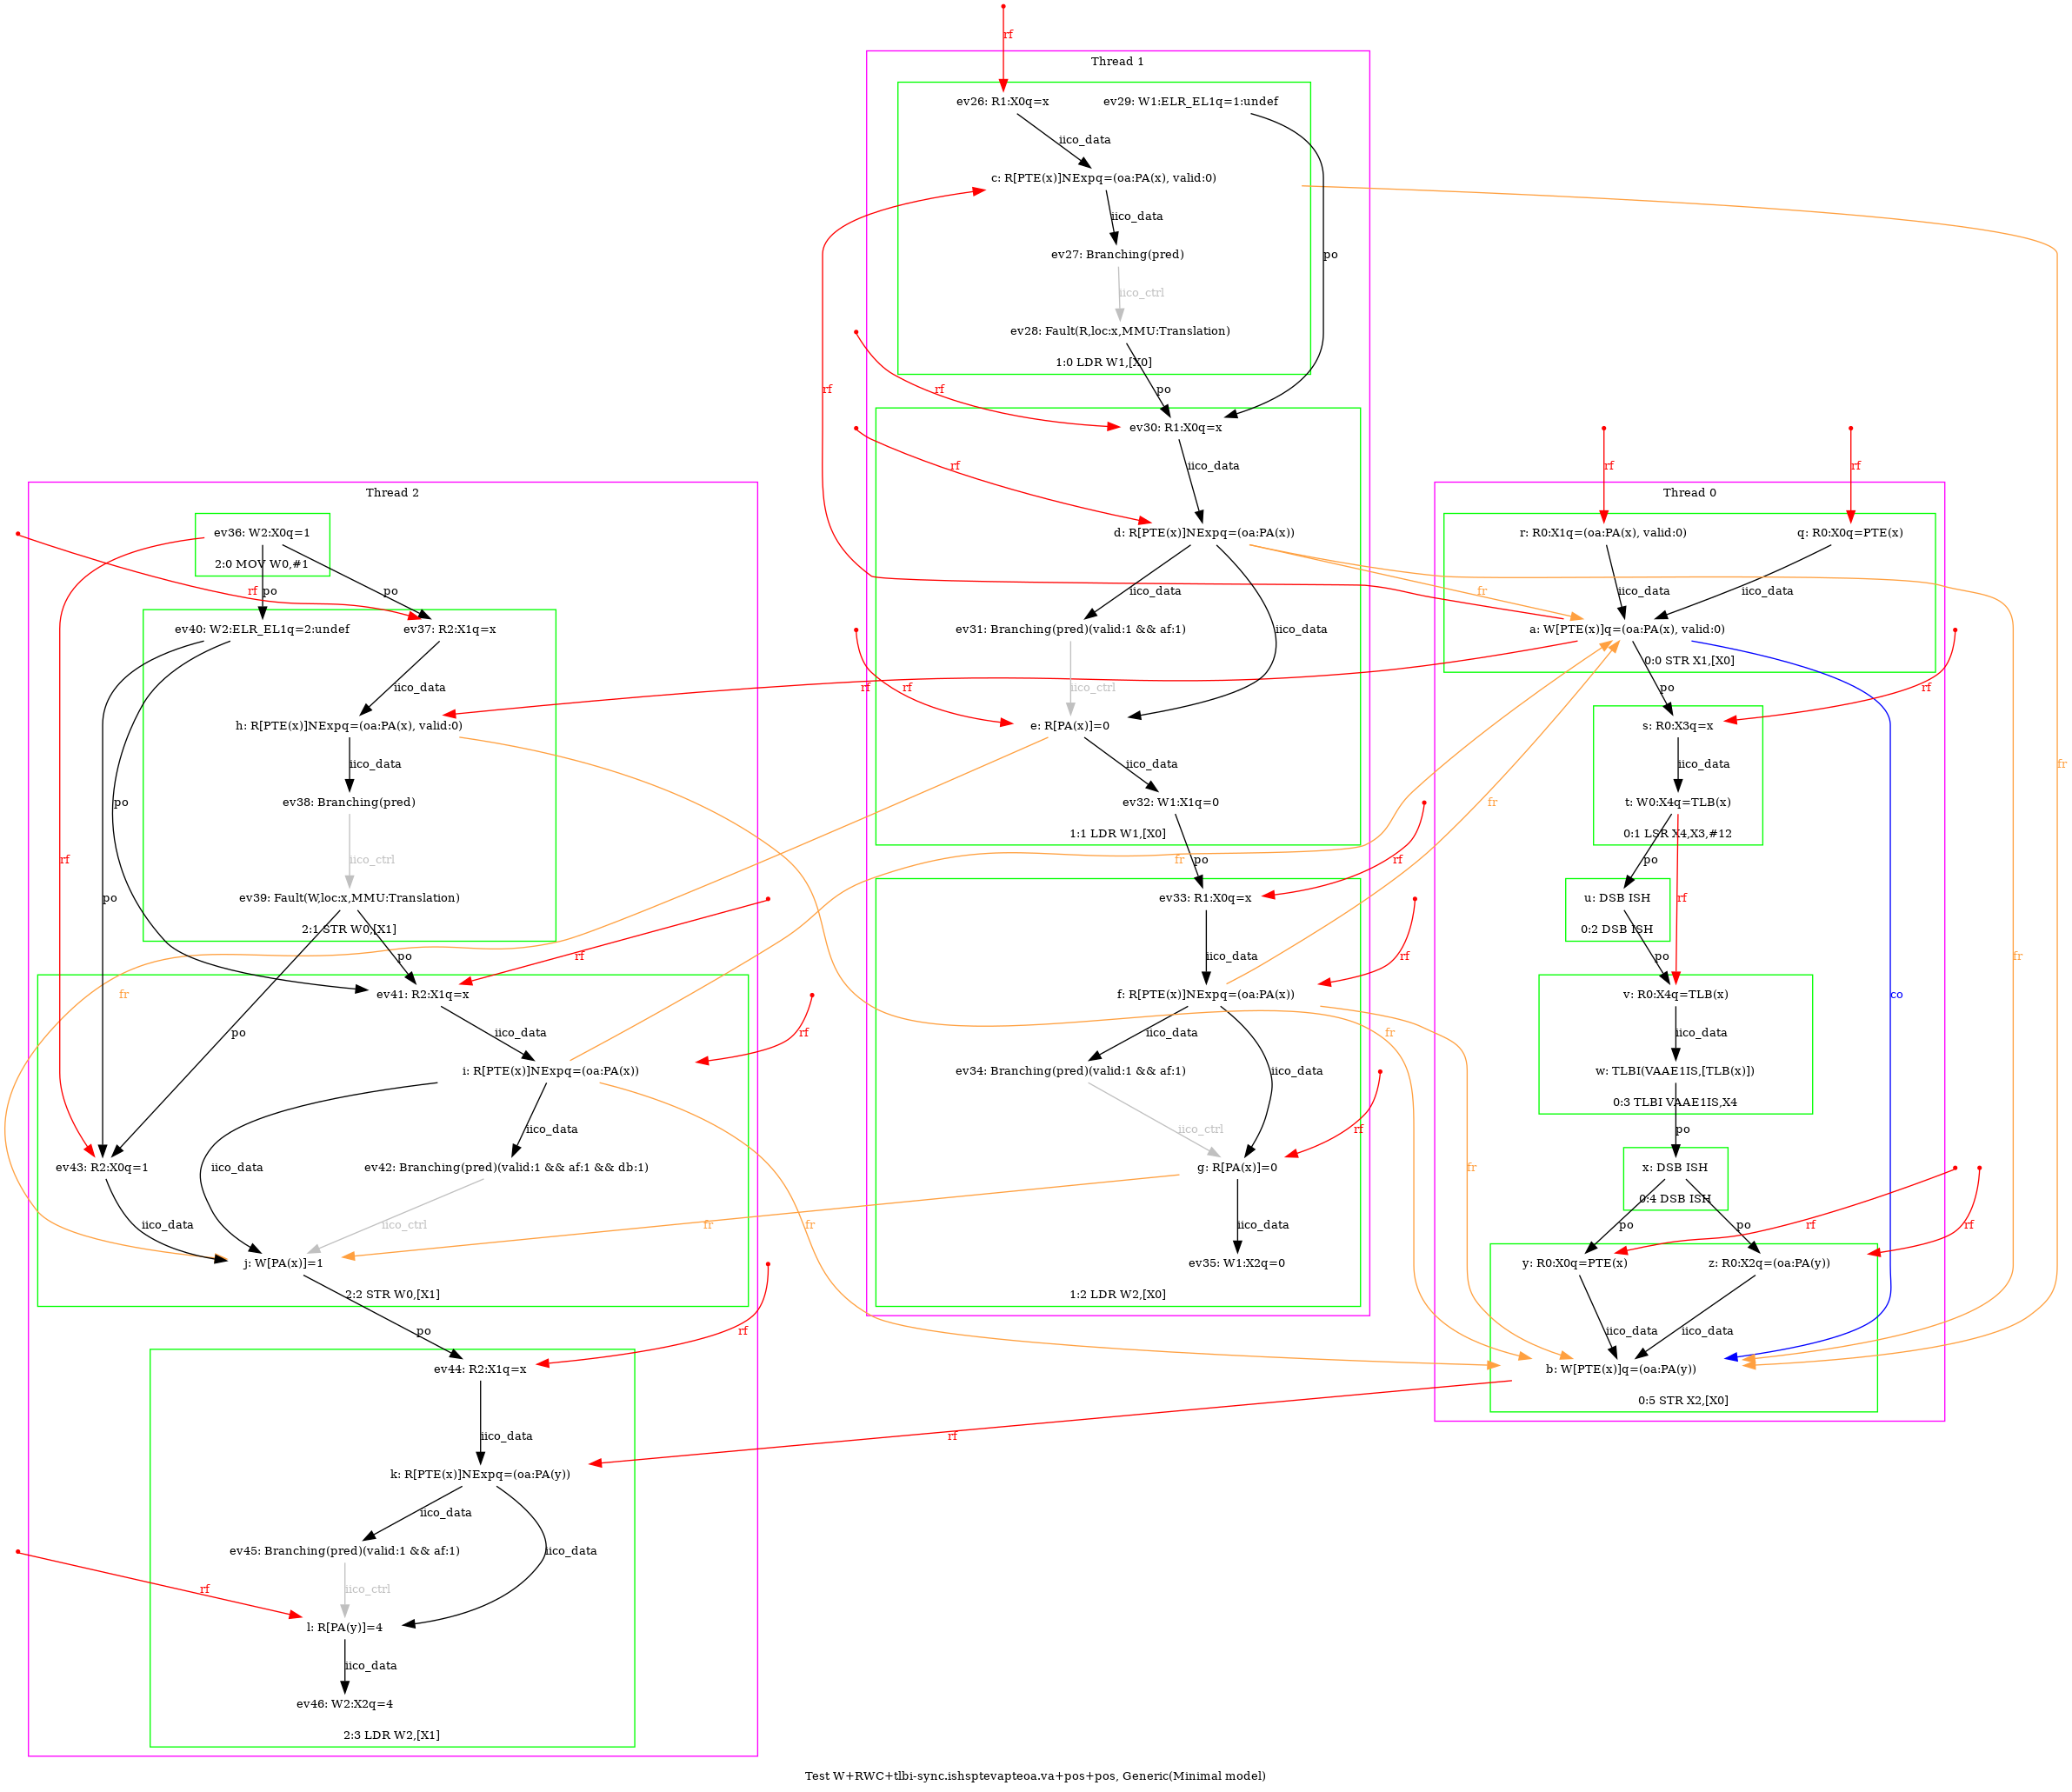 rf
Thread 1
ev26: R1:X0q=x
ev29: W1:ELR_EL1q=1:undef
iico_data
c: R[PTE(x)]NExpq=(oa:PA(x), valid:0)
iico_data
ev27: Branching(pred)
po
iico_ctrl
ev28: Fault(R,loc:x,MMU:Translation)
1:0 LDR W1,[X0]
rf
rf
po
ev30: R1:X0q=x
rf
iico_data
d: R[PTE(x)]NExpq=(oa:PA(x))
iico_data
fr
ev31: Branching(pred)(valid:1 && af:1)
iico_data
rf
iico_ctrl
e: R[PA(x)]=0
iico_data
ev32: W1:X1q=0
1:1 LDR W1,[X0]
po
rf
fr
fr
ev33: R1:X0q=x
iico_data
rf
f: R[PTE(x)]NExpq=(oa:PA(x))
iico_data
ev34: Branching(pred)(valid:1 && af:1)
iico_data
iico_ctrl
rf
g: R[PA(x)]=0
fr
iico_data
ev35: W1:X2q=0
1:2 LDR W2,[X0]
Thread 0
rf
rf
r: R0:X1q=(oa:PA(x), valid:0)
q: R0:X0q=PTE(x)
iico_data
iico_data
a: W[PTE(x)]q=(oa:PA(x), valid:0)
0:0 STR X1,[X0]
po
rf
s: R0:X3q=x
iico_data
t: W0:X4q=TLB(x)
0:1 LSR X4,X3,#12
po
rf
u: DSB ISH
0:2 DSB ISH
po
v: R0:X4q=TLB(x)
co
iico_data
w: TLBI(VAAE1IS,[TLB(x)])
0:3 TLBI VAAE1IS,X4
po
x: DSB ISH
0:4 DSB ISH
po
po
rf
rf
y: R0:X0q=PTE(x)
z: R0:X2q=(oa:PA(y))
iico_data
iico_data
b: W[PTE(x)]q=(oa:PA(y))
0:5 STR X2,[X0]
fr
fr
fr
fr
Thread 2
ev36: W2:X0q=1
2:0 MOV W0,#1
rf
po
po
ev40: W2:ELR_EL1q=2:undef
ev37: R2:X1q=x
iico_data
rf
h: R[PTE(x)]NExpq=(oa:PA(x), valid:0)
iico_data
po
ev38: Branching(pred)
rf
iico_ctrl
po
ev39: Fault(W,loc:x,MMU:Translation)
2:1 STR W0,[X1]
po
rf
fr
ev41: R2:X1q=x
po
iico_data
rf
i: R[PTE(x)]NExpq=(oa:PA(x))
iico_data
ev43: R2:X0q=1
iico_data
ev42: Branching(pred)(valid:1 && af:1 && db:1)
iico_data
iico_ctrl
fr
j: W[PA(x)]=1
2:2 STR W0,[X1]
po
rf
ev44: R2:X1q=x
iico_data
rf
k: R[PTE(x)]NExpq=(oa:PA(y))
iico_data
ev45: Branching(pred)(valid:1 && af:1)
iico_data
rf
iico_ctrl
l: R[PA(y)]=4
iico_data
ev46: W2:X2q=4
2:3 LDR W2,[X1]
Test W+RWC+tlbi-sync.ishsptevapteoa.va+pos+pos, Generic(Minimal model)